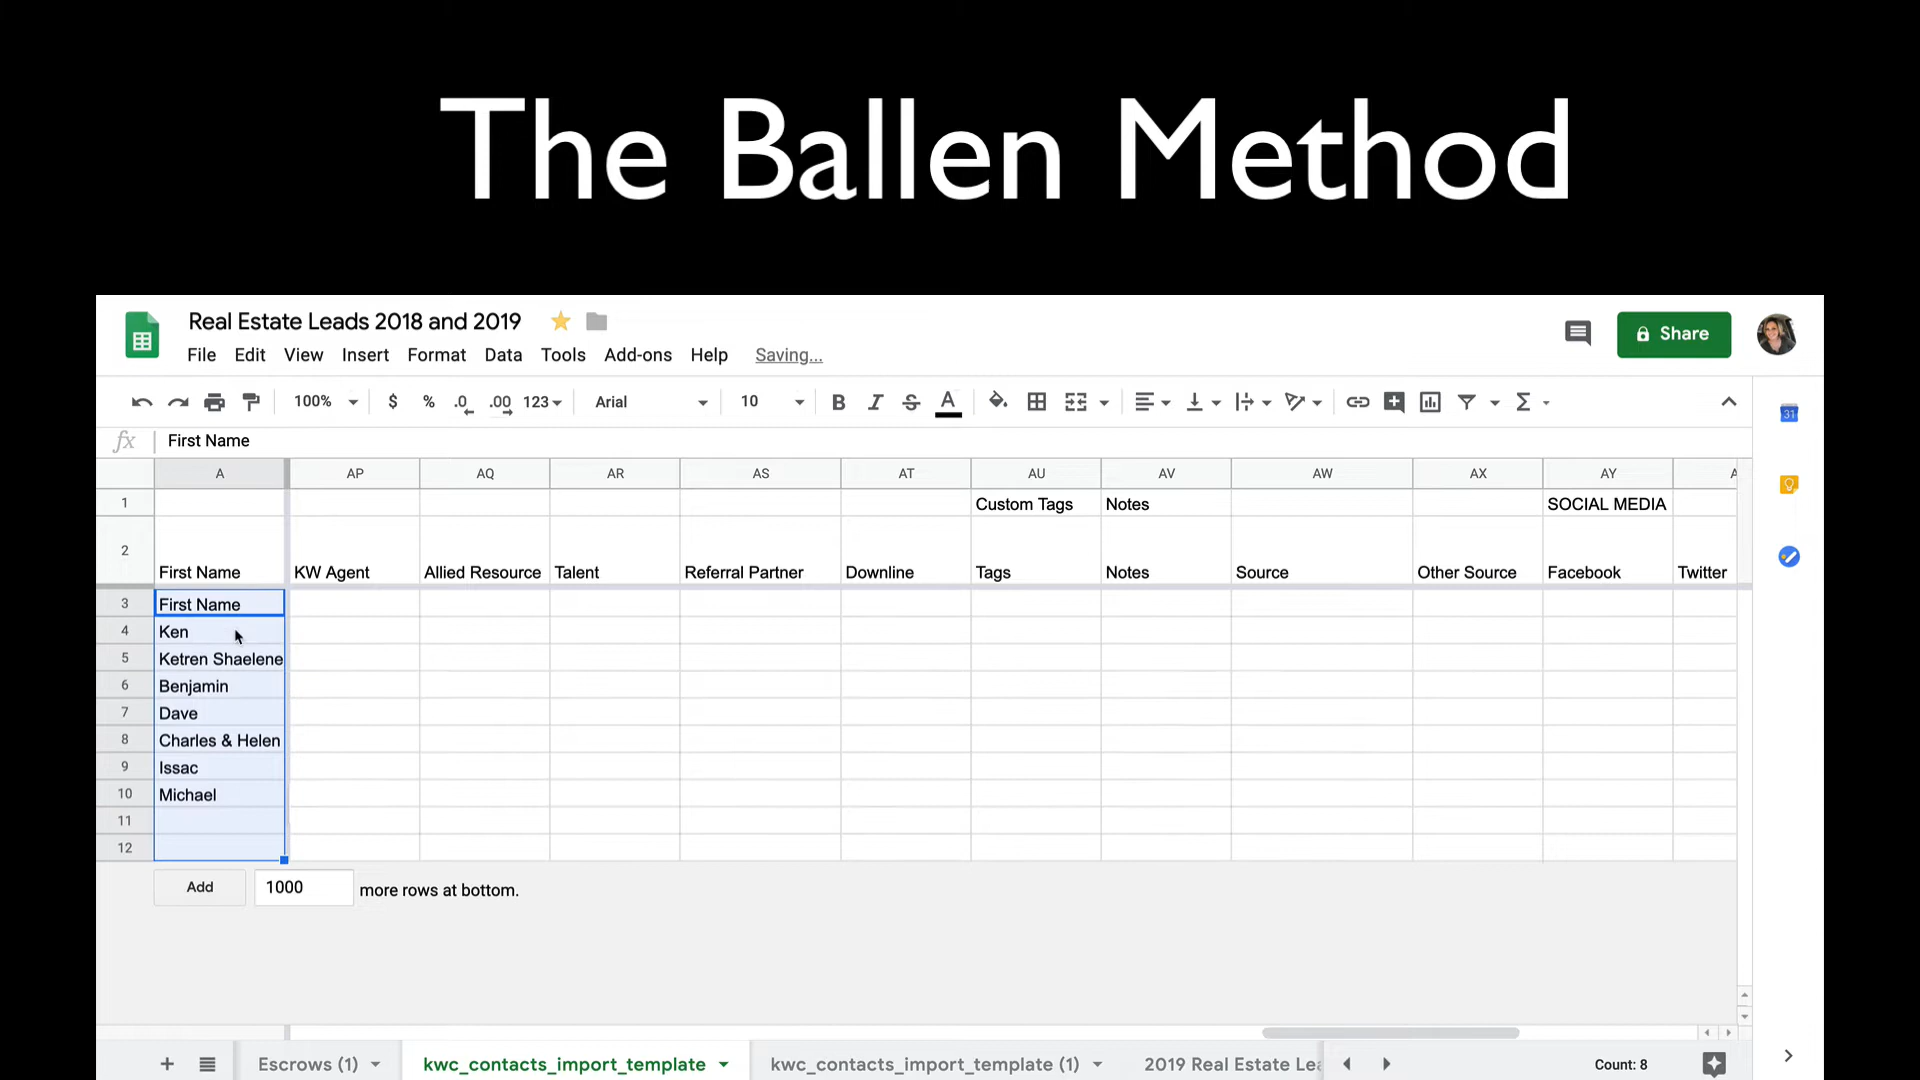 The Ballen Method
Real Estate Leads 2018 and 2019
File Edit View Insert Format Data Tools Add-ons Help Saving...
Share
100% $ % .0 .00 123 Arial 10 B I S A Σ
31
fx First Name
A AP AQ AR AS AT AU AV AW AX AY
1 Custom Tags Notes SOCIAL MEDIA
2 First Name KW Agent Allied Resource Talent Referral Partner Downline Tags Notes Source Other Source Facebook Twitter
3 First Name
4 Ken
5 Ketren Shaelene
6 Benjamin
7 Dave
8 Charles & Helen
9 Issac
10 Michael
11
12
Add 1000 more rows at bottom.
+ Escrows (1) kwc_contacts_import_template kwc_contacts_import_template (1) 2019 Real Estate Le Count: 8